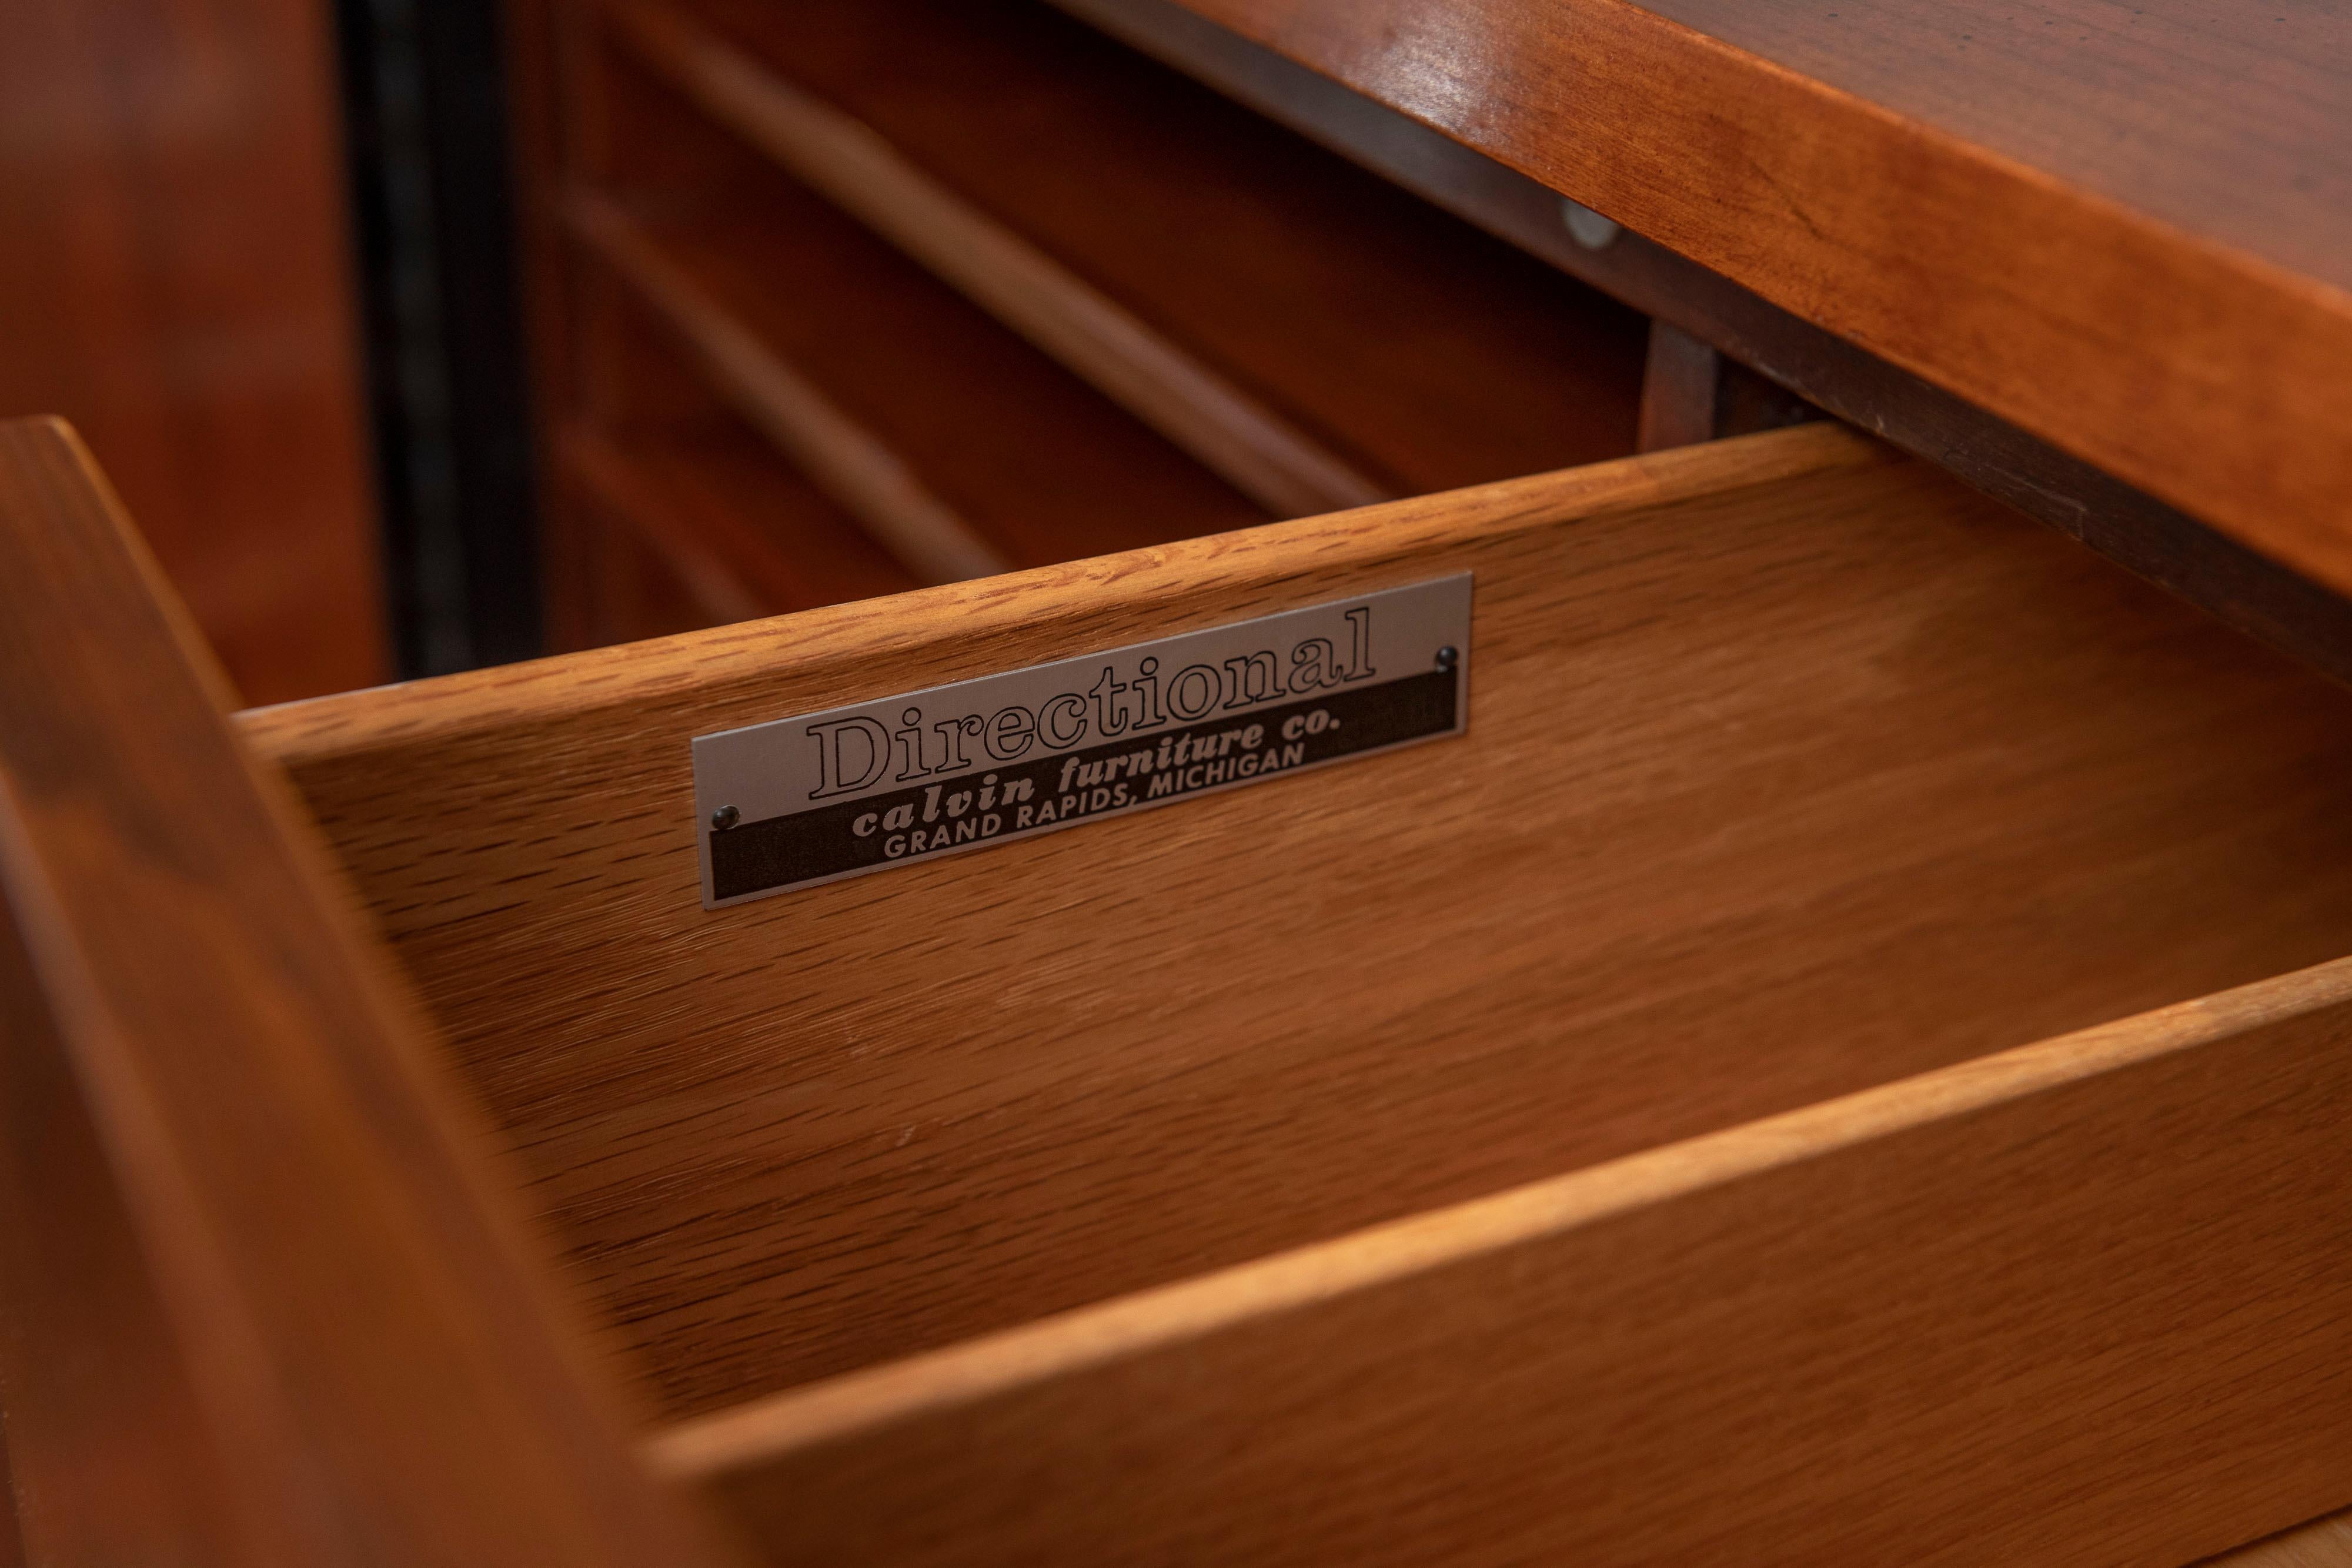 Directional
calvin furniture co.
GRAND RAPIDS, MICHIGAN